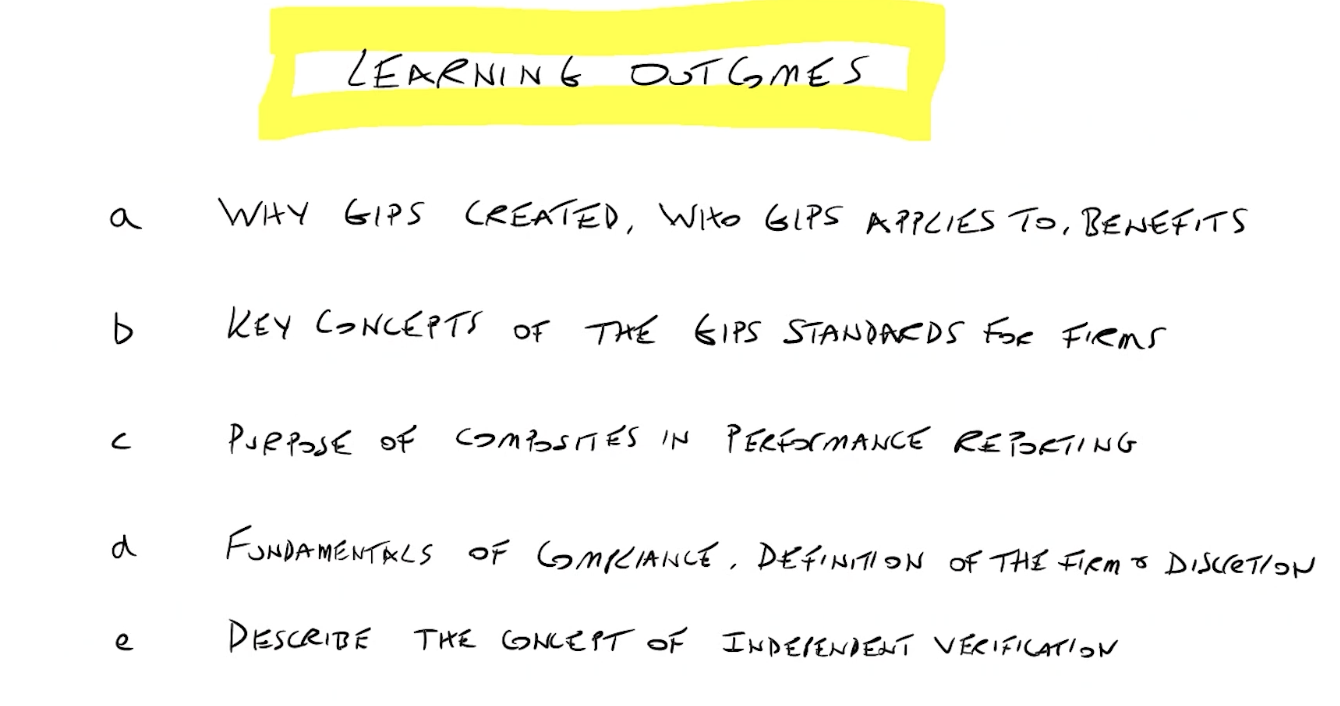 LEARNING OUTCOMES
a WHY GIPS CREATED, WHO GIPS APPLIES TO, BENEFITS
b KEY CONCEPTS OF THE GIPS STANDARDS FOR FIRMS
c PURPOSE OF COMPOSITES IN PERFORMANCE REPORTING
d FUNDAMENTALS OF COMPLIANCE, DEFINITION OF THE FIRM & DISCRETION
e DESCRIBE THE CONCEPT OF INDEPENDENT VERIFICATION